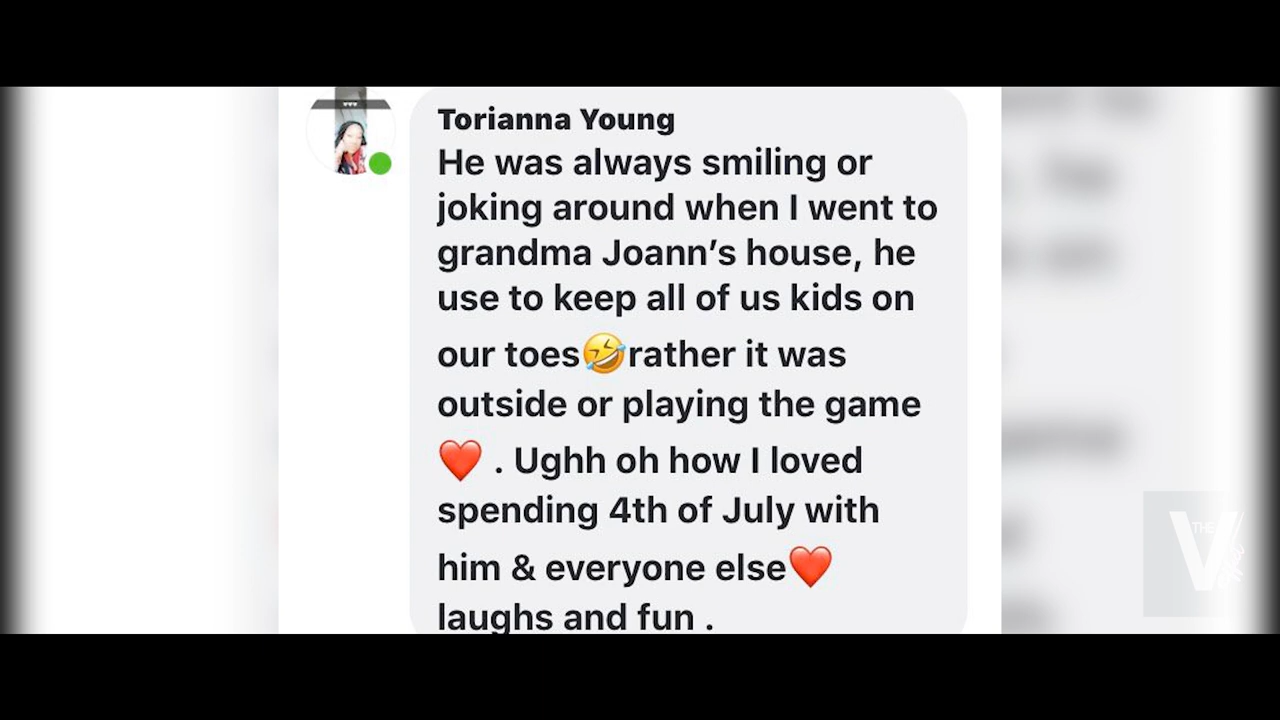 Torianna Young
He was always smiling or
joking around when I went to
grandma Joann’s house, he
use to keep all of us kids on
our toes🤣rather it was
outside or playing the game
❤️ . Ughh oh how I loved
spending 4th of July with
him & everyone else❤️
laughs and fun .
THE
V